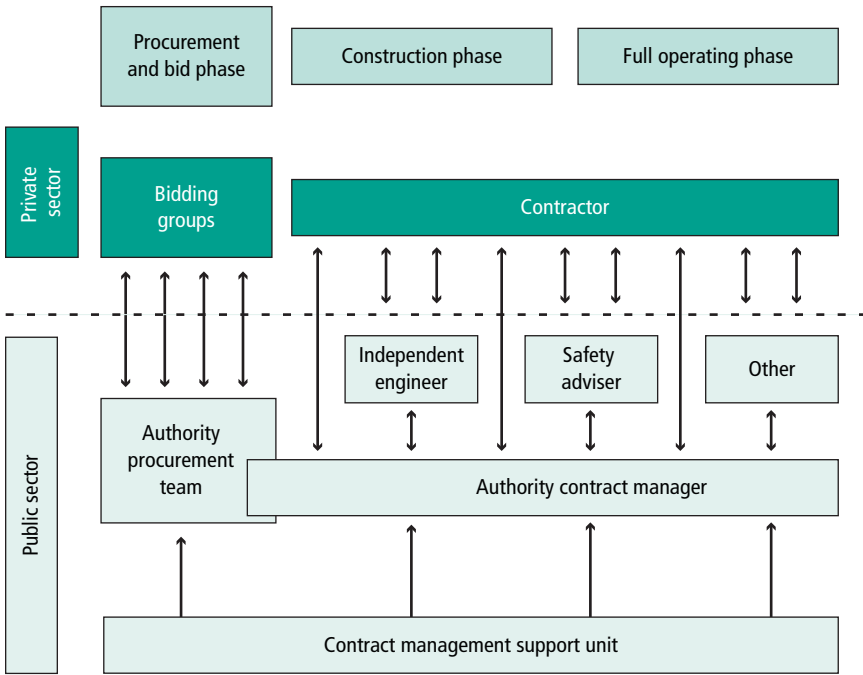 Procurement
and bid phase
Construction phase
Full operating phase
Private
sector
Bidding
groups
Contractor
Independent
engineer
Safety
adviser
Other
Public sector
Authority
procurement
team
Authority contract manager
Contract management support unit